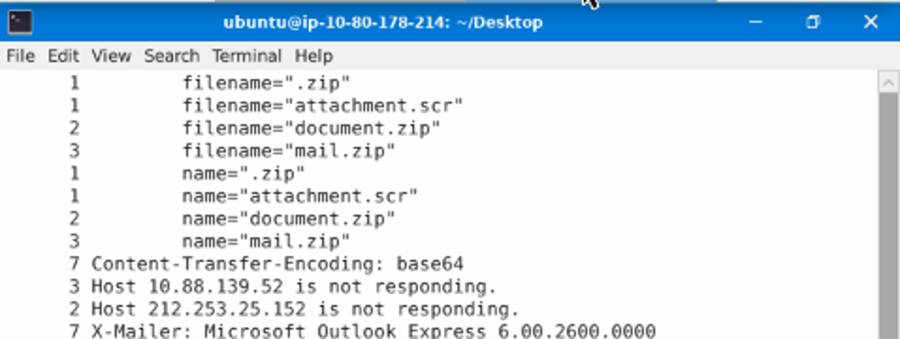 ubuntu@ip-10-80-178-214: ~/Desktop
File Edit View Search Terminal Help
1 filename=".zip"
1 filename="attachment.scr"
2 filename="document.zip"
3 filename="mail.zip"
1 name=".zip"
1 name="attachment.scr"
2 name="document.zip"
3 name="mail.zip"
7 Content-Transfer-Encoding: base64
3 Host 10.88.139.52 is not responding.
2 Host 212.253.25.152 is not responding.
7 X-Mailer: Microsoft Outlook Express 6.00.2600.0000